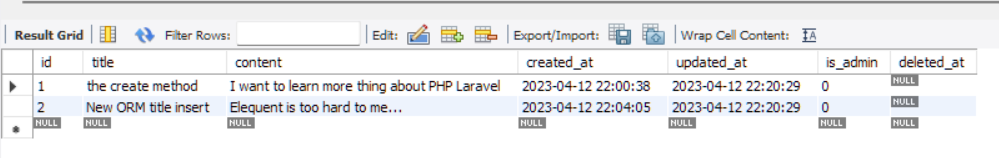 Result Grid Filter Rows: Edit: Export/Import: Wrap Cell Content: IA
id title content created_at updated_at is_admin deleted_at
1 the create method I want to learn more thing about PHP Laravel 2023-04-12 22:00:38 2023-04-12 22:20:29 0 NULL
2 New ORM title insert Elequent is too hard to me... 2023-04-12 22:04:05 2023-04-12 22:20:29 0 NULL
NULL NULL NULL NULL NULL NULL NULL